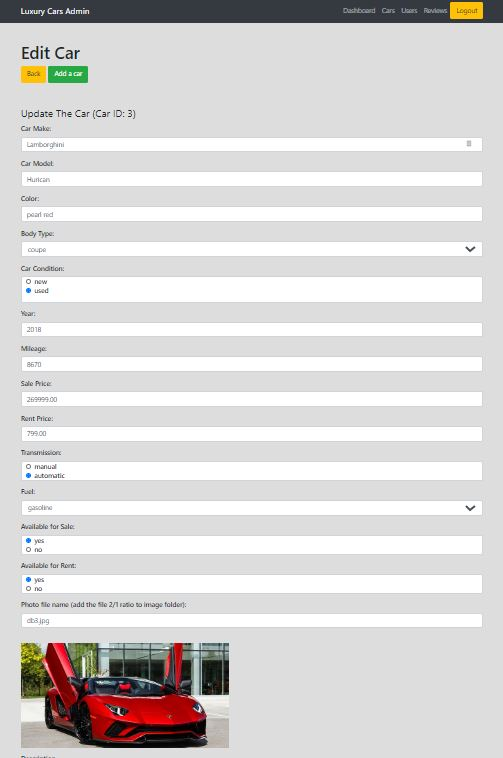 Luxury Cars Admin Dashboard Cars Users Reviews Logout
Edit Car
Back Add a car
Update The Car (Car ID: 3)
Car Make:
Lamborghini
Car Model:
Hurican
Color:
pearl red
Body Type:
coupe
Car Condition:
new
used
Year:
2018
Mileage:
8670
Sale Price:
269999.00
Rent Price:
799.00
Transmission:
manual
automatic
Fuel:
gasoline
Available for Sale:
yes
no
Available for Rent:
yes
no
Photo file name (add the file 2/1 ratio to image folder):
db3.jpg